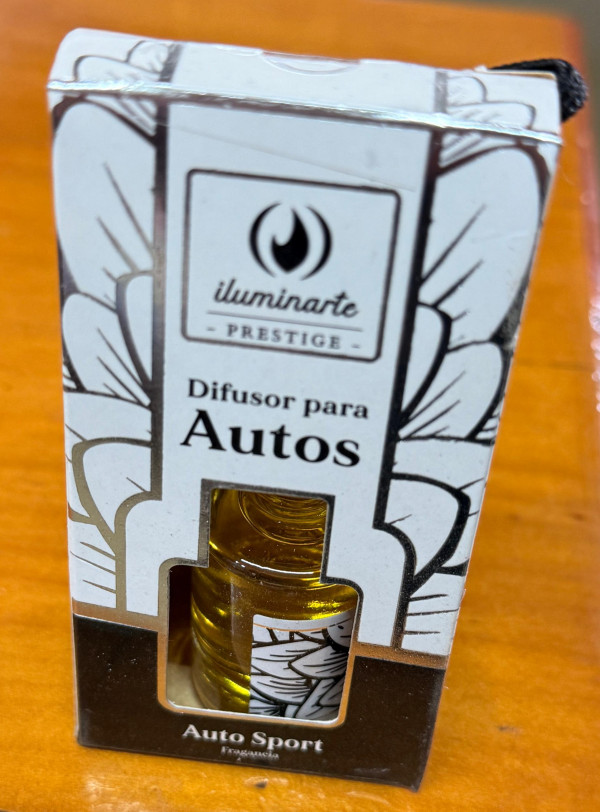 iluminarte
- PRESTIGE -
Difusor para
Autos
Auto Sport
Fragancia